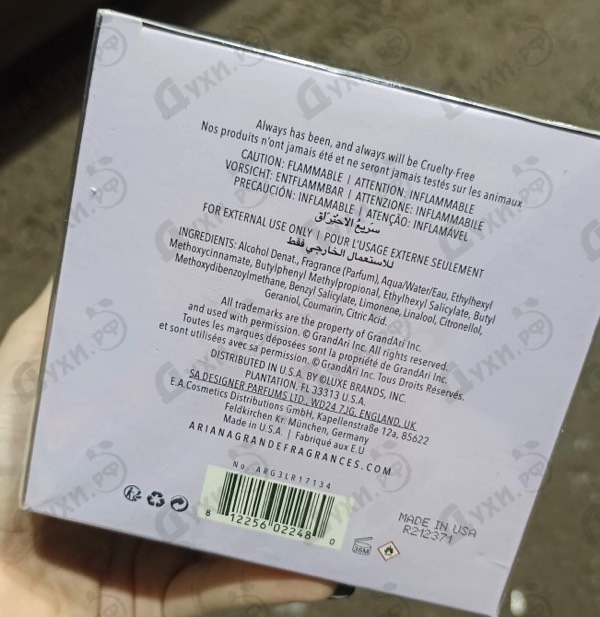 Always has been, and always will be Cruelty-Free
Nos produits n'ont jamais été et ne seront jamais testés sur les animaux
CAUTION: FLAMMABLE | ATTENTION: INFLAMMABLE
VORSICHT: ENTFLAMMBAR | ATTENZIONE: INFLAMMABILE
PRECAUCIÓN: INFLAMABLE | ATENÇÃO: INFLAMÁVEL
سريع الاحتراق
FOR EXTERNAL USE ONLY | POUR L'USAGE EXTERNE SEULEMENT
للاستعمال الخارجي فقط
INGREDIENTS: Alcohol Denat., Fragrance (Parfum), Aqua/Water/Eau, Ethylhexyl
Methoxycinnamate, Butylphenyl Methylpropional, Ethylhexyl Salicylate, Butyl
Methoxydibenzoylmethane, Benzyl Salicylate, Limonene, Linalool, Citronellol,
Geraniol, Coumarin, Citric Acid.
All trademarks are the property of GrandAri Inc.
and used with permission. © GrandAri Inc. All rights reserved.
Toutes les marques déposées sont la propriété de GrandAri Inc.
et sont utilisées avec sa permission. © GrandAri Inc. Tous Droits Réservés.
DISTRIBUTED IN U.S.A. BY ©LUXE BRANDS, INC.
PLANTATION, FL 33313 U.S.A.
SA DESIGNER PARFUMS LTD., WD24 7JG, ENGLAND, UK
E.A.Cosmetics Distributions GmbH, Kapellenstraße 12a, 85622
Feldkirchen Kr. München, Germany
Made in U.S.A. | Fabriqué aux E.U
ARIANAGRANDEFRAGRANCES.COM
No. ARG3LR17134
8 12256 02248 0
36M
MADE IN USA
R212371
Духи.рф